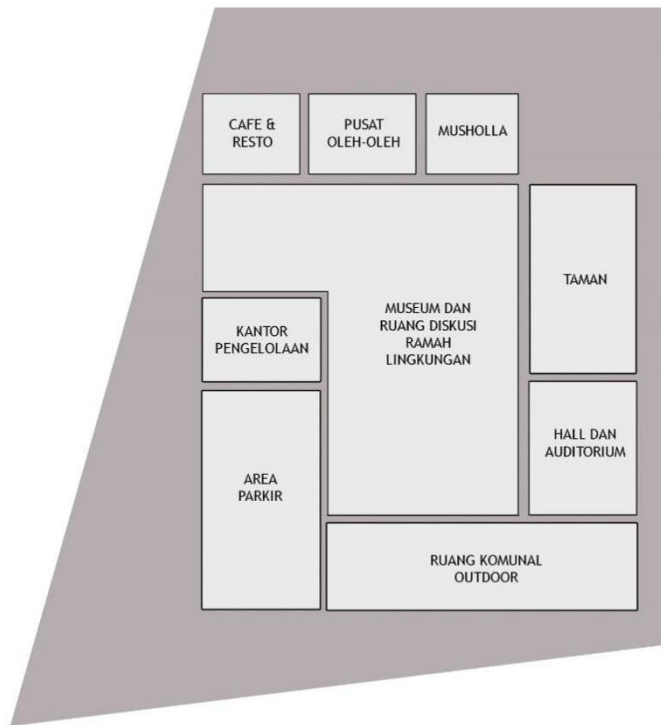 CAFE &
RESTO
PUSAT
OLEH-OLEH
MUSHOLLA
TAMAN
MUSEUM DAN
RUANG DISKUSI
RAMAH
LINGKUNGAN
KANTOR
PENGELOLAAN
HALL DAN
AUDITORIUM
AREA
PARKIR
RUANG KOMUNAL
OUTDOOR